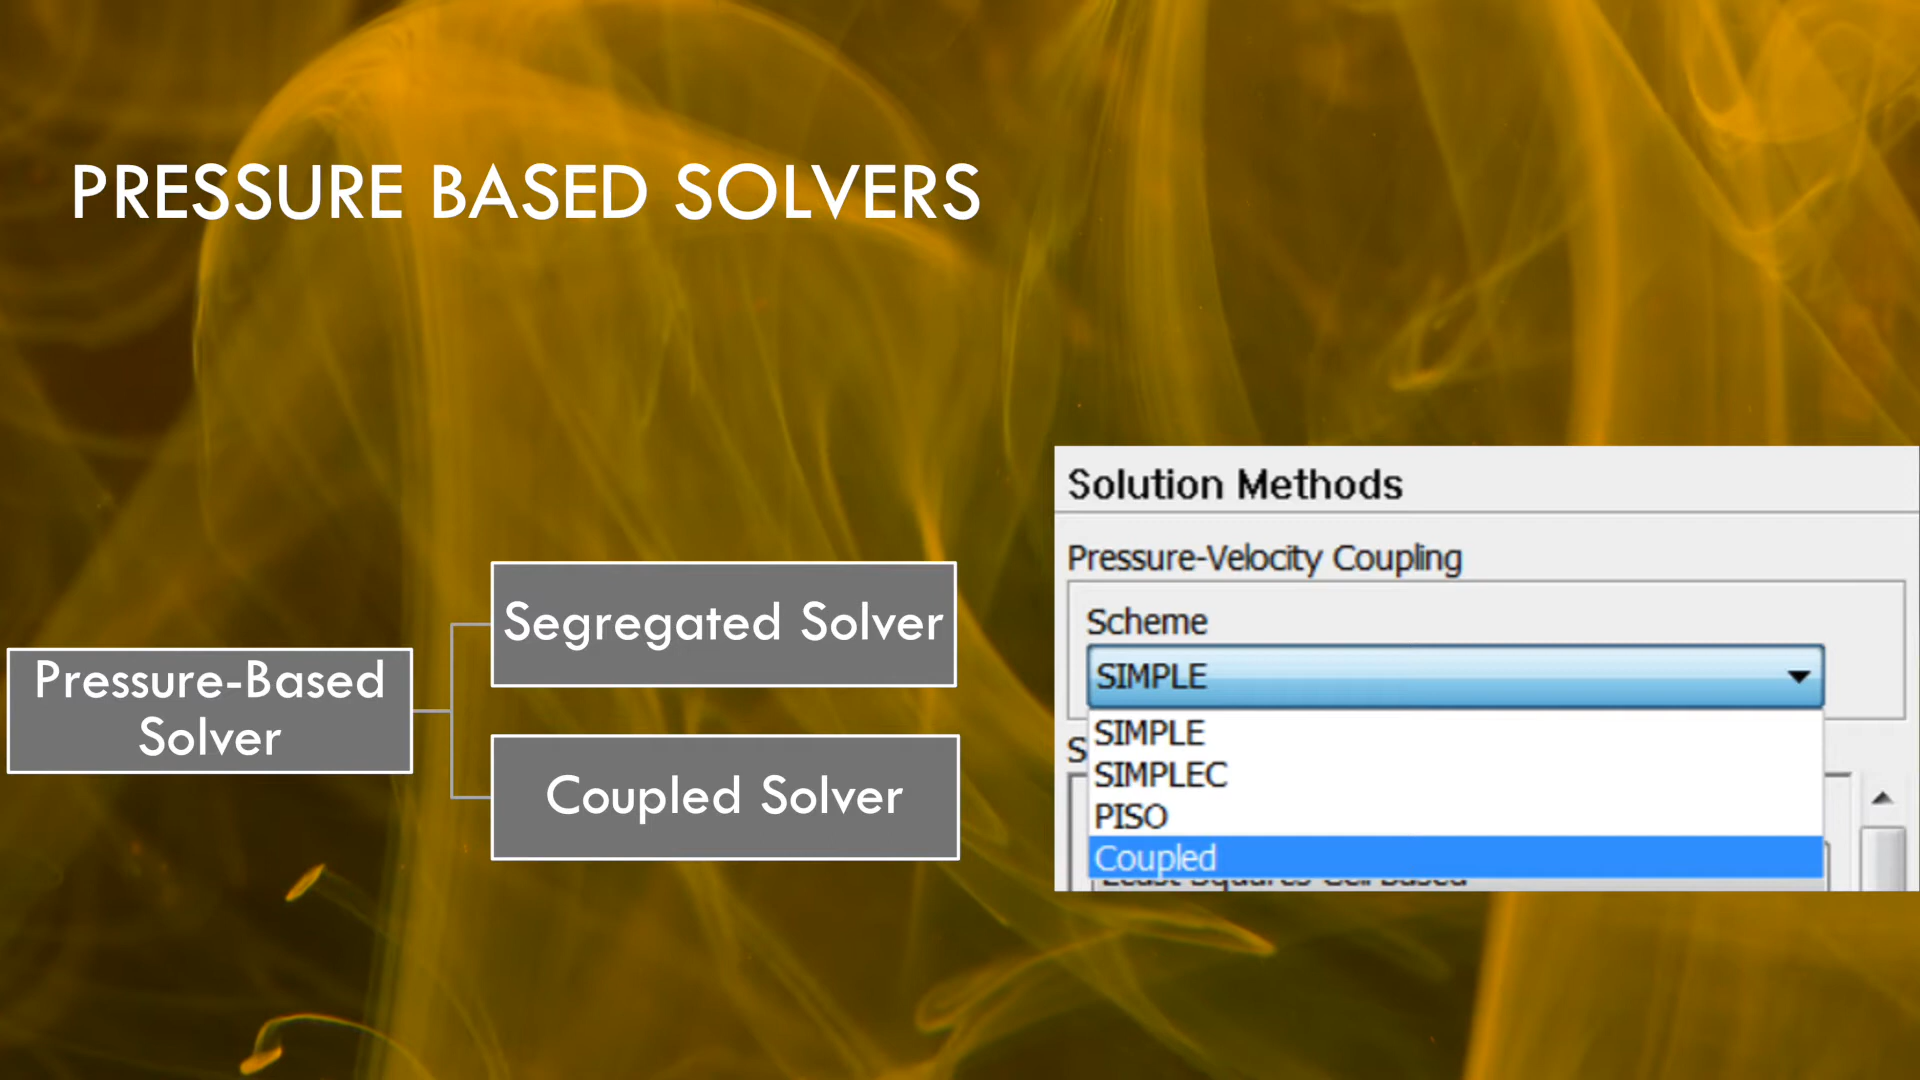 PRESSURE BASED SOLVERS
Pressure-Based
Solver
Segregated Solver
Coupled Solver
Solution Methods
Pressure-Velocity Coupling
Scheme
SIMPLE
SIMPLE
SIMPLEC
PISO
Coupled